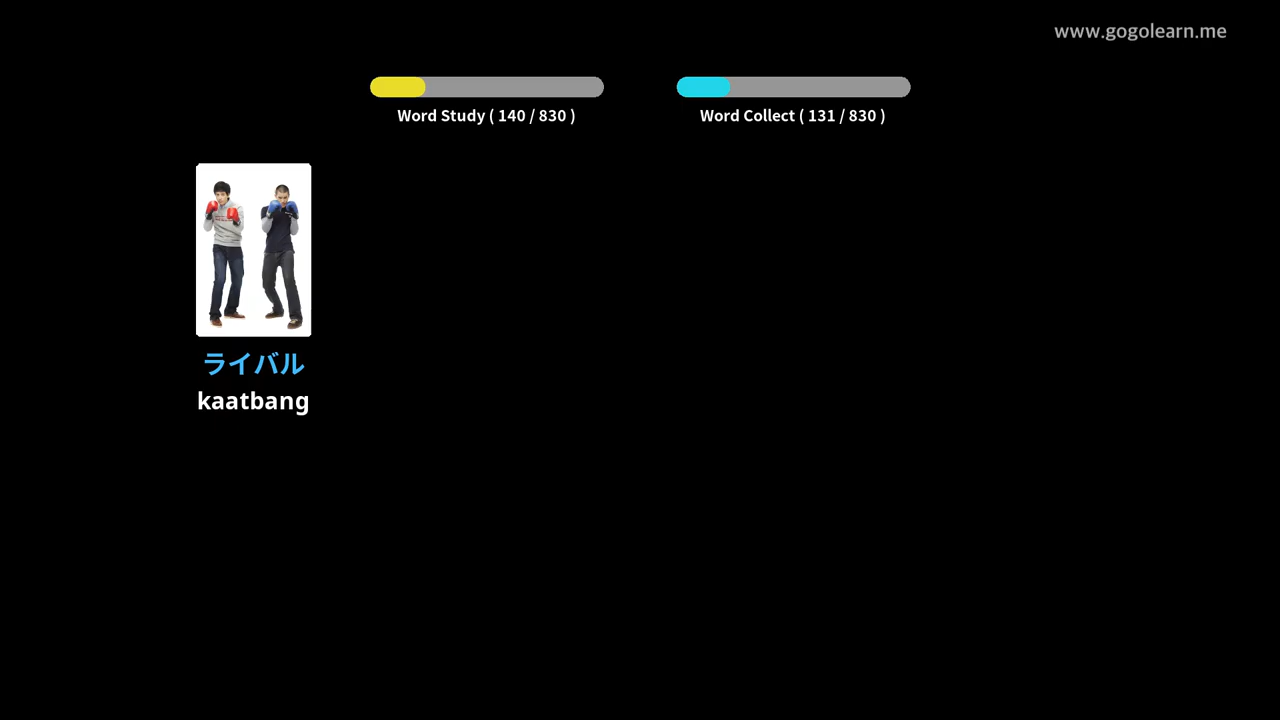 www.gogolearn.me
Word Study ( 140 / 830 )
Word Collect ( 131 / 830 )
ライバル
kaatbang